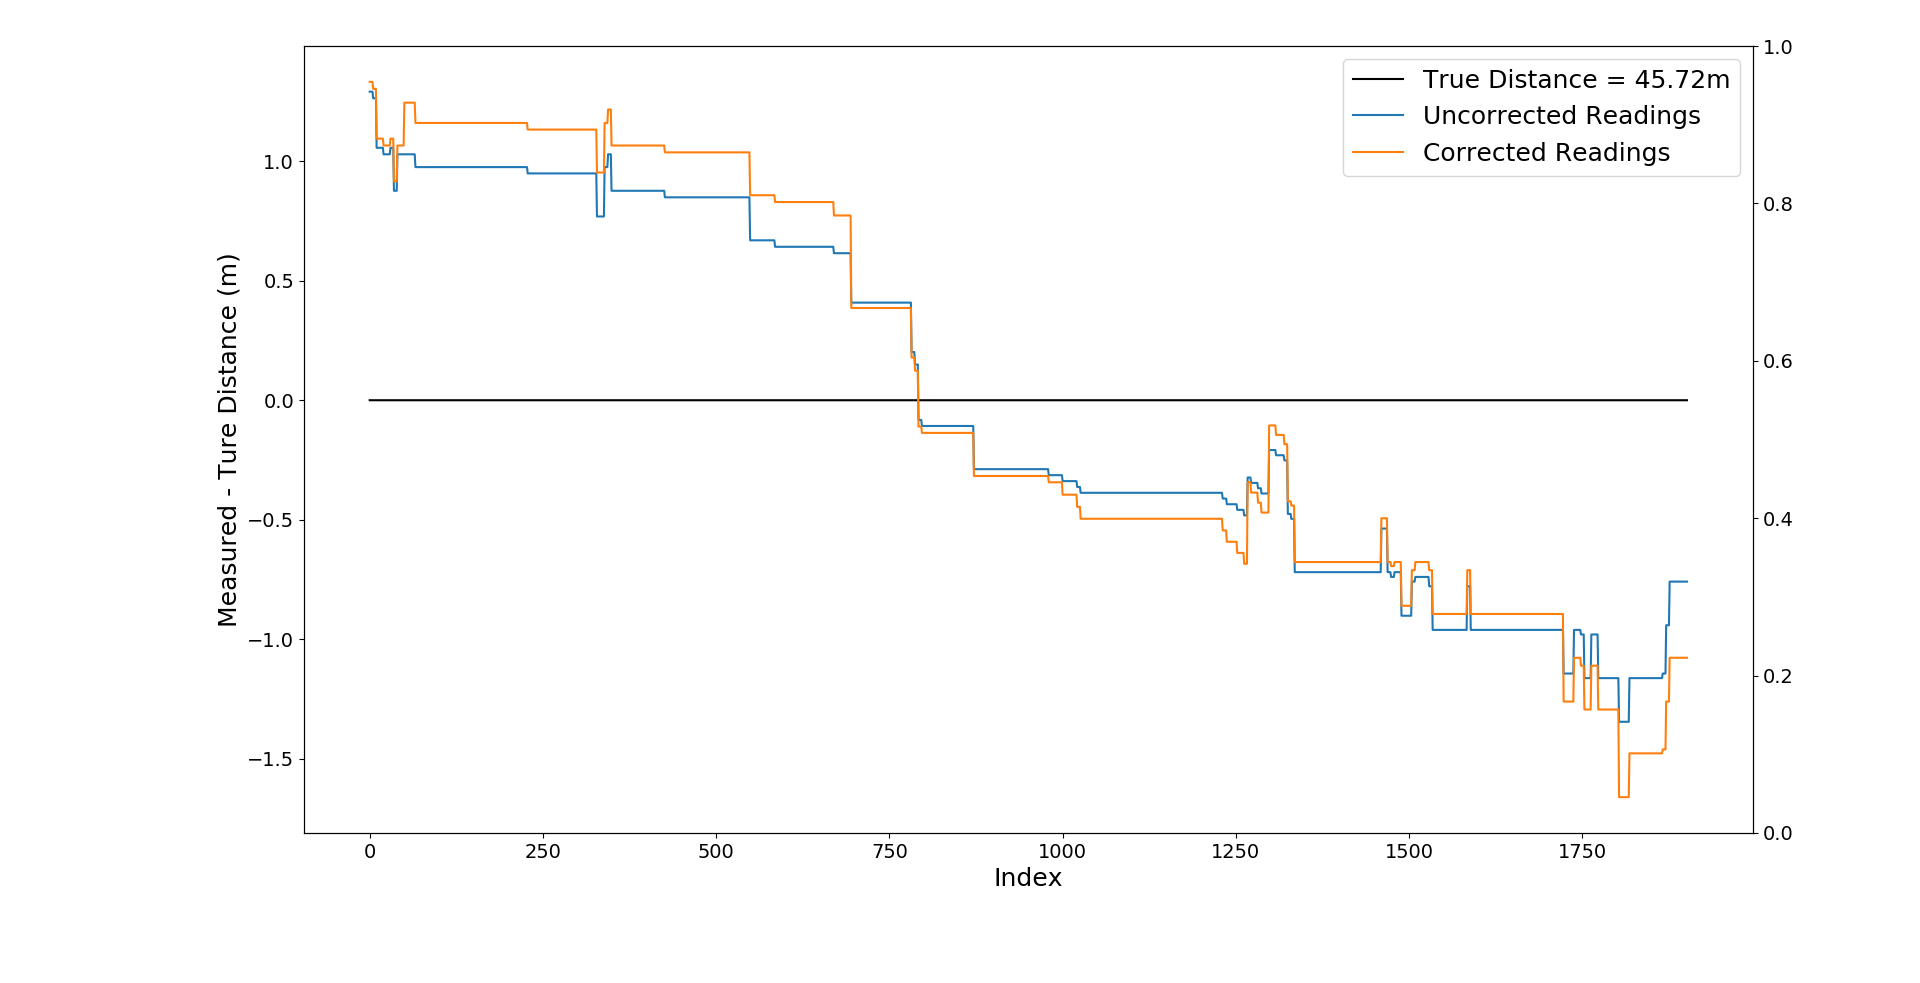 True Distance = 45.72m
Uncorrected Readings
Corrected Readings
Measured - Ture Distance (m)
1.0
0.5
0.0
−0.5
−1.0
−1.5
1.0
0.8
0.6
0.4
0.2
0.0
0 250 500 750 1000 1250 1500 1750
Index